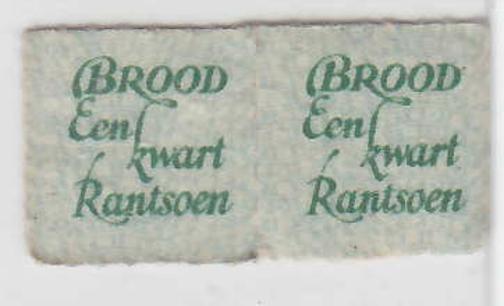 BROOD BROOD
Een Een
kwart kwart
Rantsoen Rantsoen